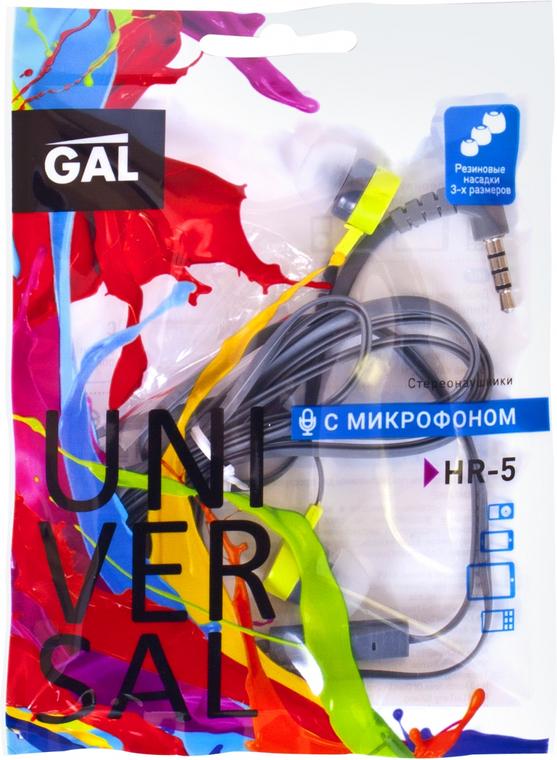 GAL
Резиновые
насадки
3-х размеров
Стереонаушники
С МИКРОФОНОМ
HR-5
UNI
VER
SAL